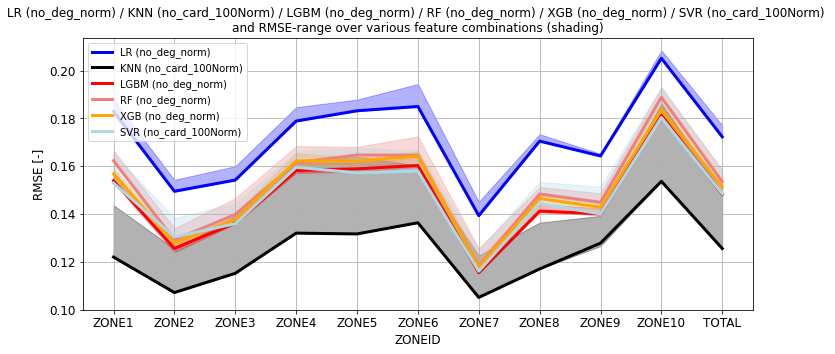 LR (no_deg_norm) / KNN (no_card_100Norm) / LGBM (no_deg_norm) / RF (no_deg_norm) / XGB (no_deg_norm) / SVR (no_card_100Norm)
and RMSE-range over various feature combinations (shading)
LR (no_deg_norm)
KNN (no_card_100Norm)
LGBM (no_deg_norm)
RF (no_deg_norm)
XGB (no_deg_norm)
SVR (no_card_100Norm)
RMSE [-]
0.20
0.18
0.16
0.14
0.12
0.10
ZONE1 ZONE2 ZONE3 ZONE4 ZONE5 ZONE6 ZONE7 ZONE8 ZONE9 ZONE10 TOTAL
ZONEID